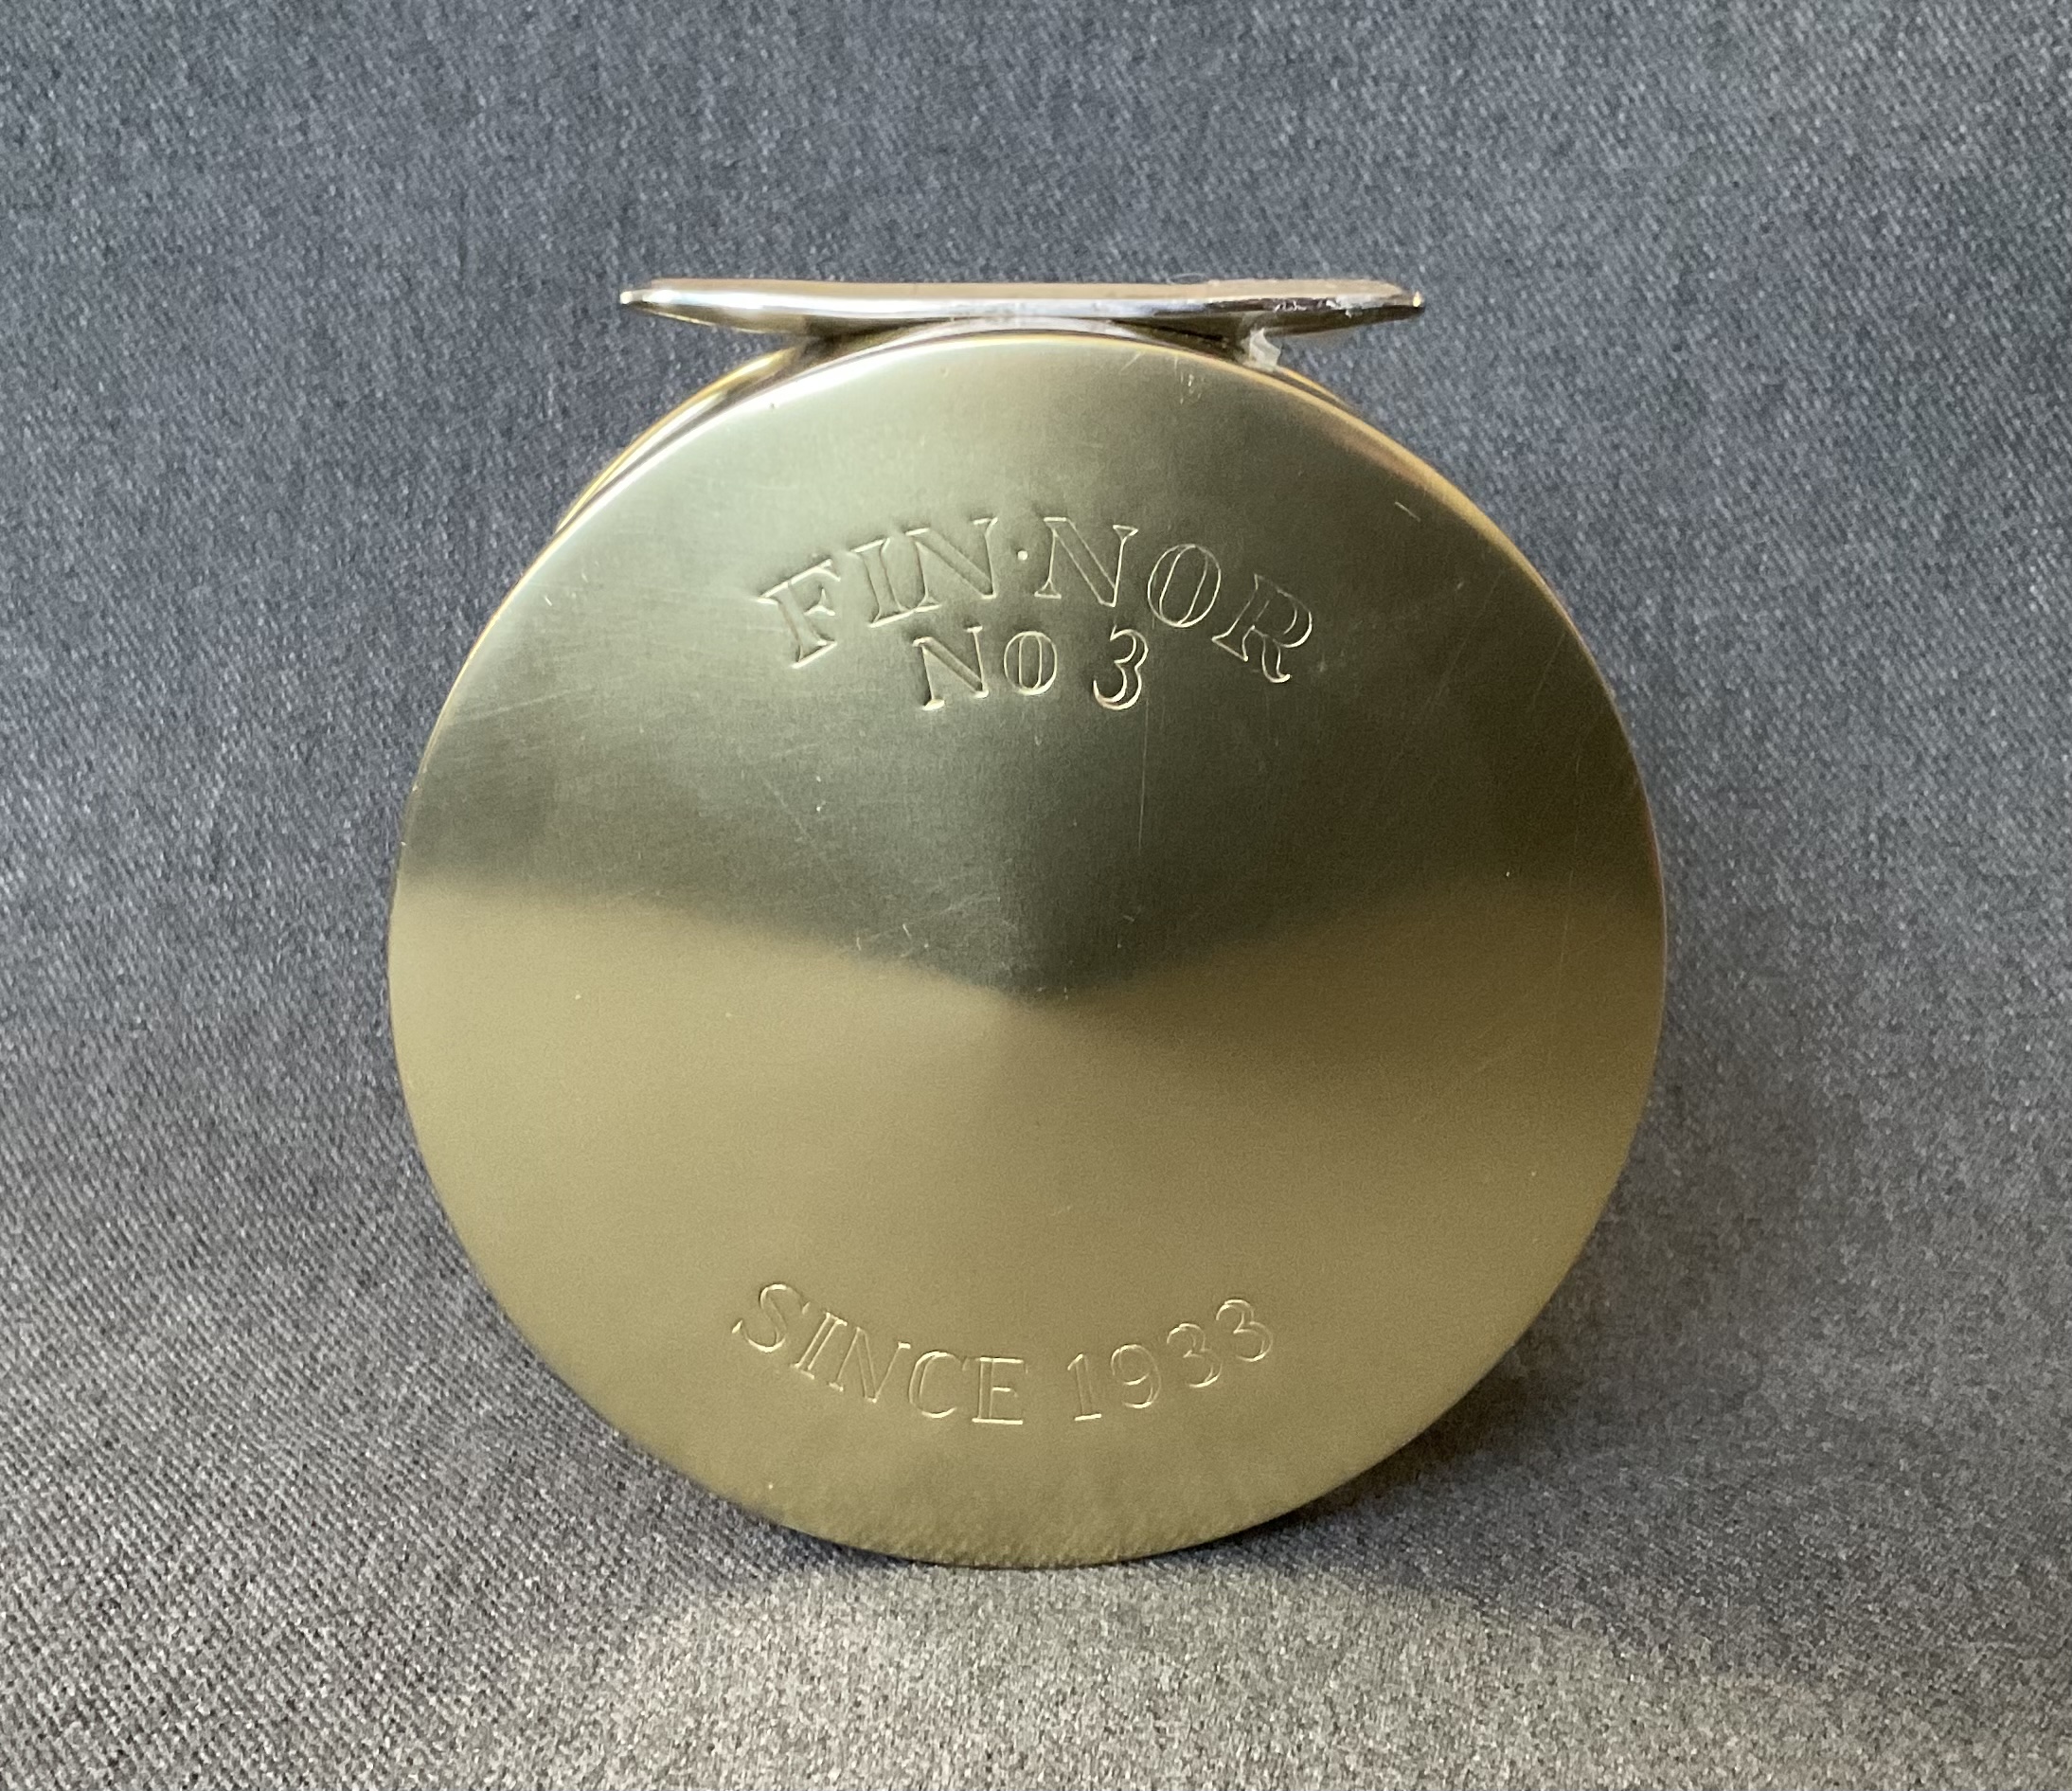 FIN·NOR
NO 3
SINCE 1933